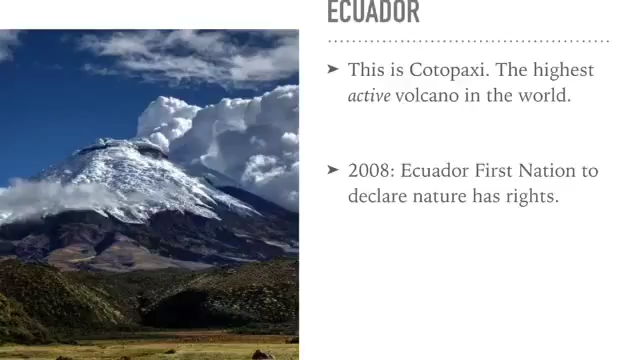 ECUADOR
➤ This is Cotopaxi. The highest
active volcano in the world.
➤ 2008: Ecuador First Nation to
declare nature has rights.